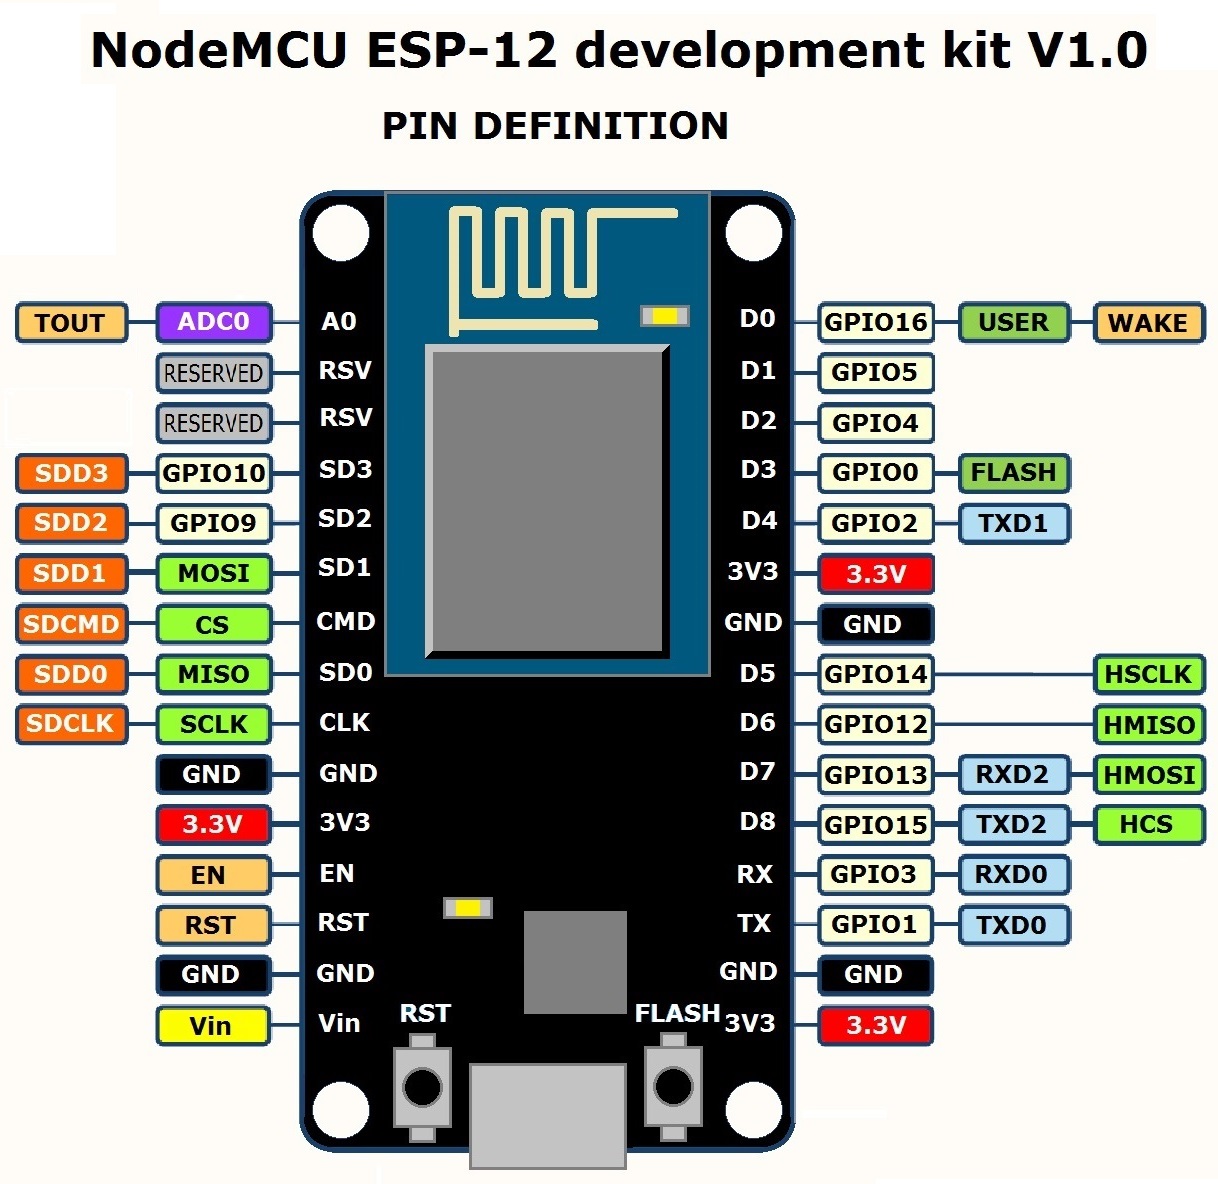 NodeMCU ESP-12 development kit V1.0
PIN DEFINITION
TOUT ADC0 A0 D0 GPIO16 USER WAKE
RESERVED RSV D1 GPIO5
RESERVED RSV D2 GPIO4
SDD3 GPIO10 SD3 D3 GPIO0 FLASH
SDD2 GPIO9 SD2 D4 GPIO2 TXD1
SDD1 MOSI SD1 3V3 3.3V
SDCMD CS CMD GND GND
SDD0 MISO SD0 D5 GPIO14 HSCLK
SDCLK SCLK CLK D6 GPIO12 HMISO
GND GND D7 GPIO13 RXD2 HMOSI
3.3V 3V3 D8 GPIO15 TXD2 HCS
EN EN RX GPIO3 RXD0
RST RST TX GPIO1 TXD0
GND GND GND GND
Vin Vin RST FLASH 3V3 3.3V